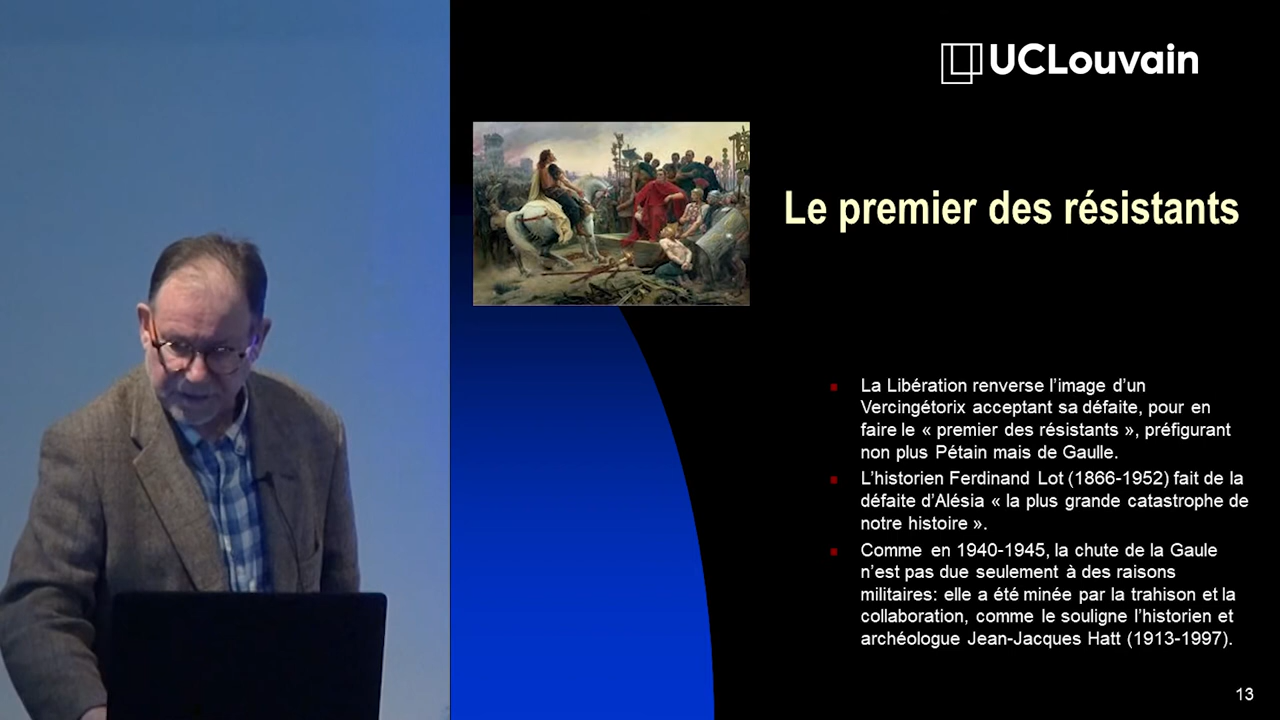 UCLouvain
Le premier des résistants
La Libération renverse l'image d'un
Vercingétorix acceptant sa défaite, pour en
faire le « premier des résistants », préfigurant
non plus Pétain mais de Gaulle.
L'historien Ferdinand Lot (1866-1952) fait de la
défaite d'Alésia « la plus grande catastrophe de
notre histoire ».
Comme en 1940-1945, la chute de la Gaule
n'est pas due seulement à des raisons
militaires: elle a été minée par la trahison et la
collaboration, comme le souligne l'historien et
archéologue Jean-Jacques Hatt (1913-1997).
13